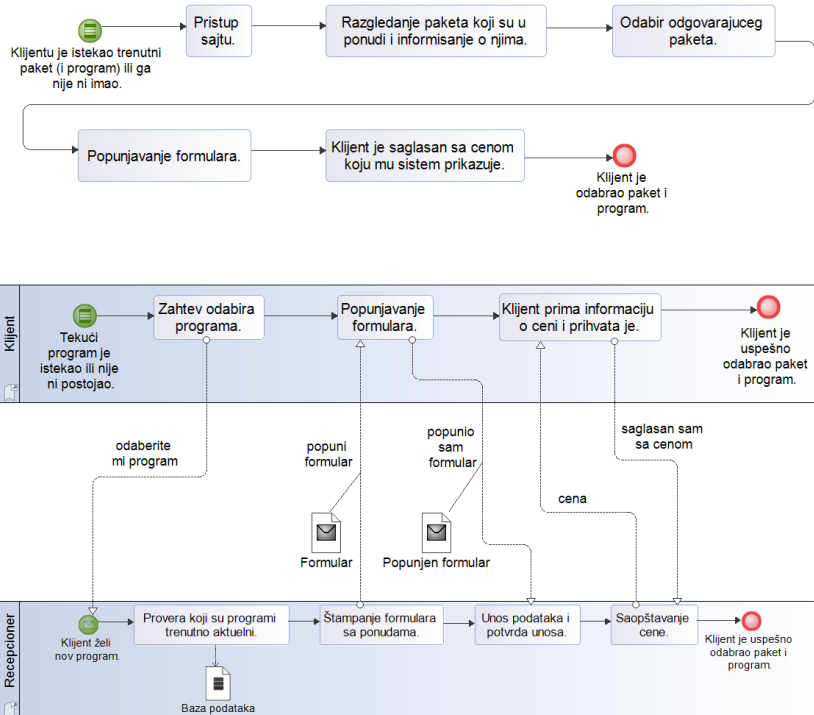 Klijentu je istekao trenutni
paket (i program) ili ga
nije ni imao.
Pristup
sajtu.
Razgledanje paketa koji su u
ponudi i informisanje o njima.
Odabir odgovarajuceg
paketa.
Popunjavanje formulara.
Klijent je saglasan sa cenom
koju mu sistem prikazuje.
Klijent je
odabrao paket i
program.
Klijent
Tekući
program je
istekao ili nije
ni postojao.
Zahtev odabira
programa.
Popunjavanje
formulara.
Klijent prima informaciju
o ceni i prihvata je.
Klijent je
uspešno
odabrao paket
i program.
odaberite
mi program
popuni
formular
popunio
sam
formular
saglasan sam
sa cenom
cena
Formular
Popunjen formular
Recepcioner
Klijent želi
nov program.
Provera koji su programi
trenutno aktuelni.
Štampanje formulara
sa ponudama.
Unos podataka i
potvrda unosa.
Saopštavanje
cene.
Klijent je uspešno
odabrao paket i
program.
Baza podataka